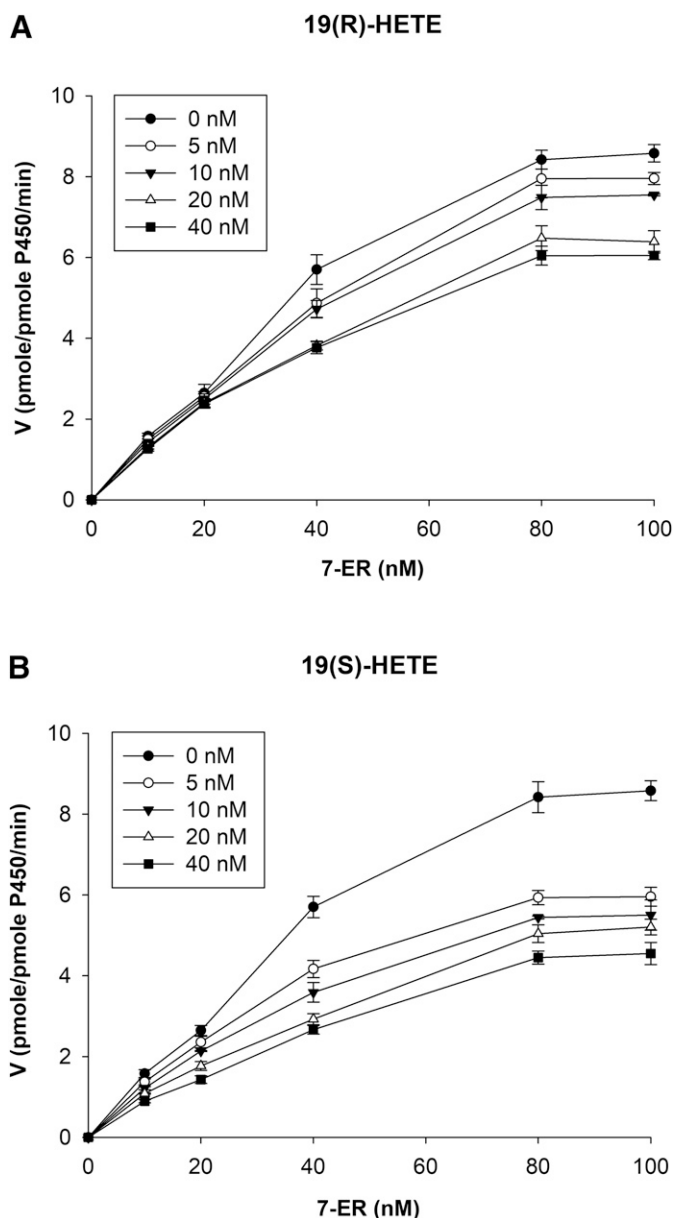 A
19(R)-HETE
V (pmole/pmole P450/min)
10
8
6
4
2
0
0 nM
5 nM
10 nM
20 nM
40 nM
0 20 40 60 80 100
7-ER (nM)
B
19(S)-HETE
V (pmole/pmole P450/min)
10
8
6
4
2
0
0 nM
5 nM
10 nM
20 nM
40 nM
0 20 40 60 80 100
7-ER (nM)